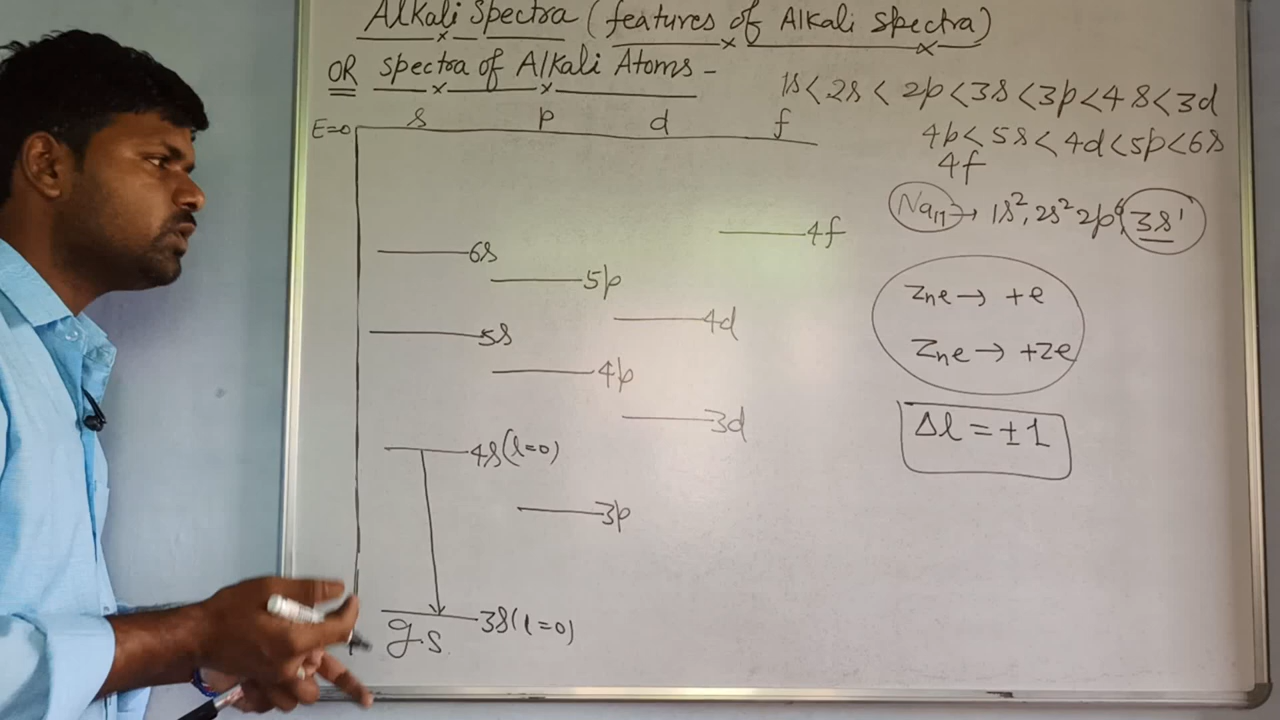 Alkali Spectra (features of Alkali spectra)
OR spectra of Alkali Atoms -
1s < 2s < 2p < 3s < 3p < 4s < 3d
4p < 5s < 4d < 5p < 6s
4f
E=0 s p d f
Na₁₁ → 1s², 2s² 2p⁶, 3s¹
4f
6s
5p
Zne → +e
4d
5s
Zne → +Ze
4p
3d
Δl = ±1
4s(l=0)
3p
3s(l=0)
g.s.